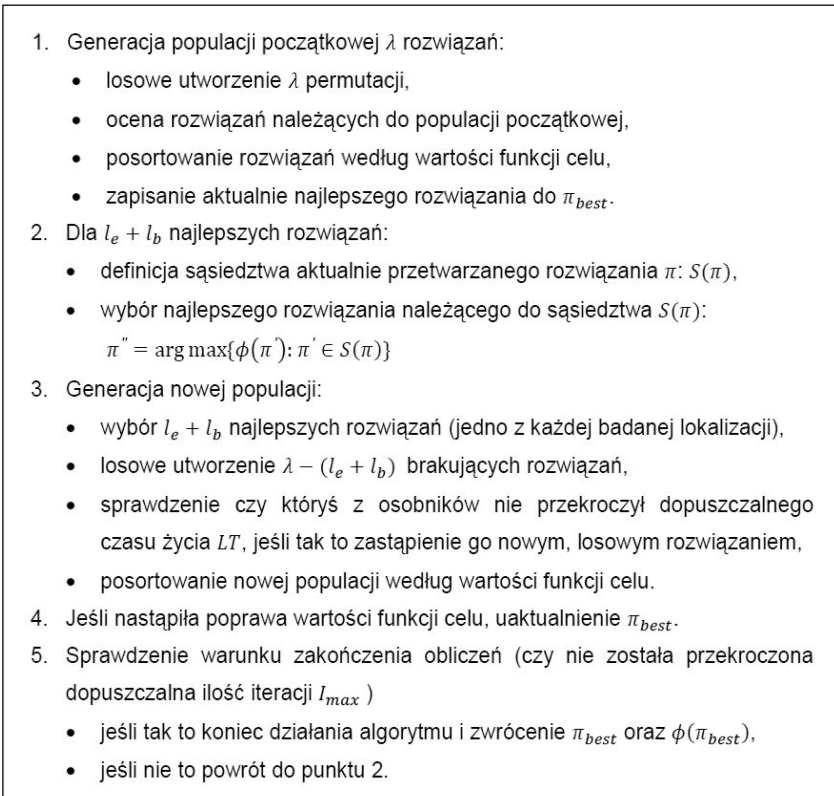 1. Generacja populacji początkowej λ rozwiązań:
• losowe utworzenie λ permutacji,
• ocena rozwiązań należących do populacji początkowej,
• posortowanie rozwiązań według wartości funkcji celu,
• zapisanie aktualnie najlepszego rozwiązania do π_best.
2. Dla l_e + l_b najlepszych rozwiązań:
• definicja sąsiedztwa aktualnie przetwarzanego rozwiązania π: S(π),
• wybór najlepszego rozwiązania należącego do sąsiedztwa S(π):
π" = arg max{ϕ(π'): π' ∈ S(π)}
3. Generacja nowej populacji:
• wybór l_e + l_b najlepszych rozwiązań (jedno z każdej badanej lokalizacji),
• losowe utworzenie λ − (l_e + l_b) brakujących rozwiązań,
• sprawdzenie czy któryś z osobników nie przekroczył dopuszczalnego
czasu życia LT, jeśli tak to zastąpienie go nowym, losowym rozwiązaniem,
• posortowanie nowej populacji według wartości funkcji celu.
4. Jeśli nastąpiła poprawa wartości funkcji celu, uaktualnienie π_best.
5. Sprawdzenie warunku zakończenia obliczeń (czy nie została przekroczona
dopuszczalna ilość iteracji I_max )
• jeśli tak to koniec działania algorytmu i zwrócenie π_best oraz ϕ(π_best),
• jeśli nie to powrót do punktu 2.